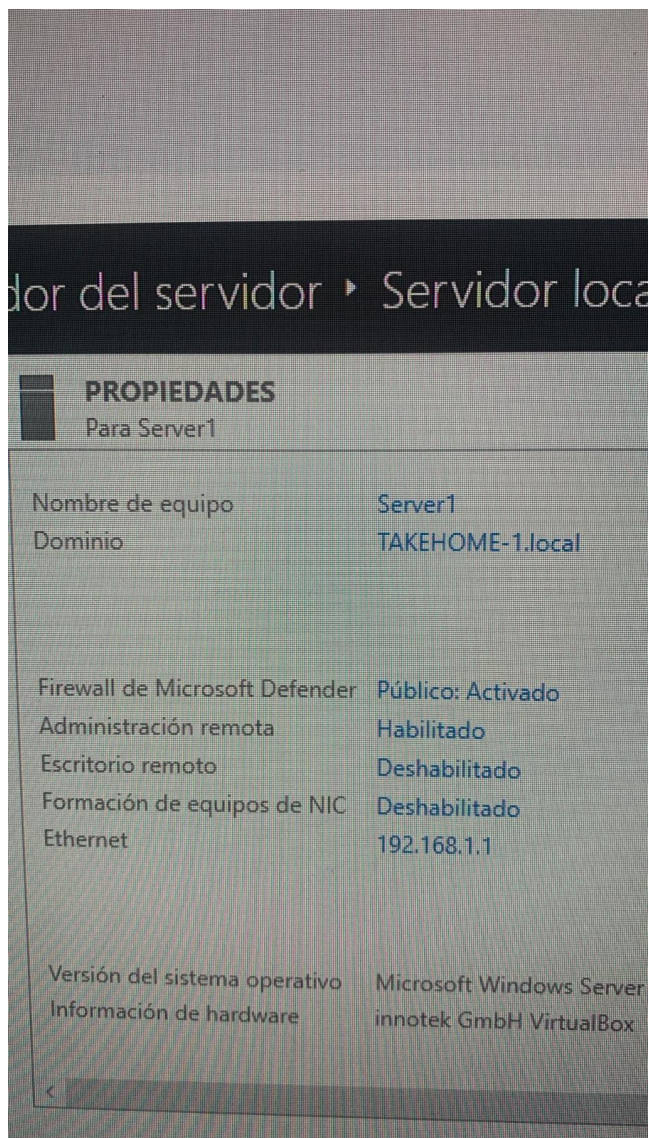 dor del servidor ‣ Servidor loca
PROPIEDADES
Para Server1
Nombre de equipo Server1
Dominio TAKEHOME-1.local
Firewall de Microsoft Defender Público: Activado
Administración remota Habilitado
Escritorio remoto Deshabilitado
Formación de equipos de NIC Deshabilitado
Ethernet 192.168.1.1
Versión del sistema operativo Microsoft Windows Server
Información de hardware innotek GmbH VirtualBox